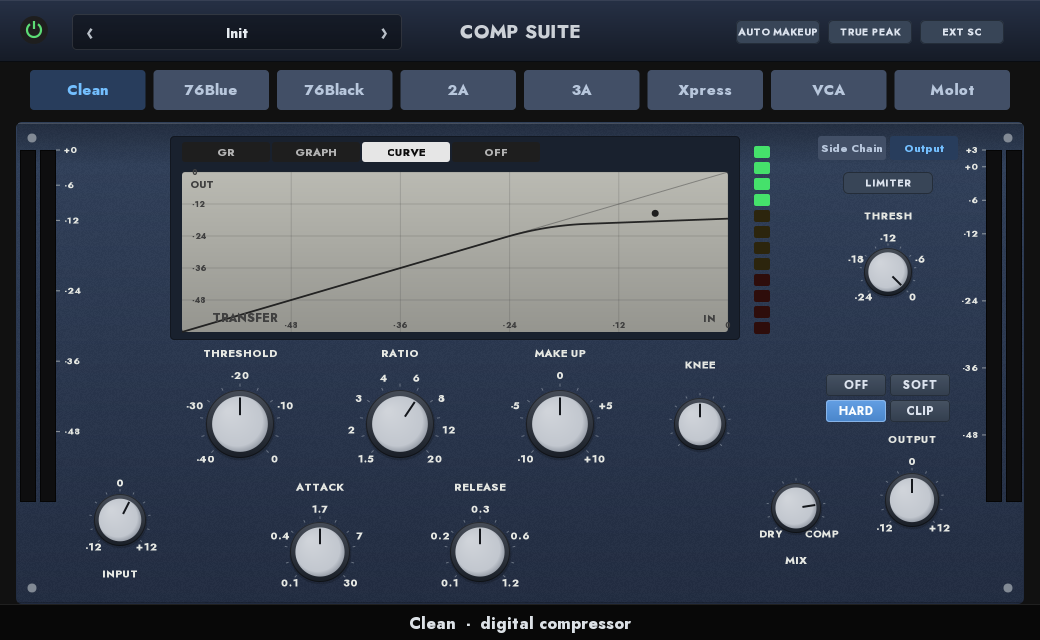 ‹ Init › COMP SUITE AUTO MAKEUP TRUE PEAK EXT SC
Clean 76Blue 76Black 2A 3A Xpress VCA Molot
GR GRAPH CURVE OFF
Side Chain Output
+0 -6 -12 -24 -36 -48
0
OUT
-12
-24
-36
-48
TRANSFER
-48 -36 -24 -12 0
IN
+3 +0 -6 -12 -24 -36 -48
LIMITER
THRESH
-12
-18 -6
-24 0
THRESHOLD
-20
-30 -10
-40 0
RATIO
4 6
3 8
2 12
1.5 20
MAKE UP
0
-5 +5
-10 +10
KNEE
OFF SOFT
HARD CLIP
OUTPUT
0
-12 +12
0
-12 +12
INPUT
ATTACK
1.7
0.4 7
0.1 30
RELEASE
0.3
0.2 0.6
0.1 1.2
DRY COMP
MIX
Clean - digital compressor